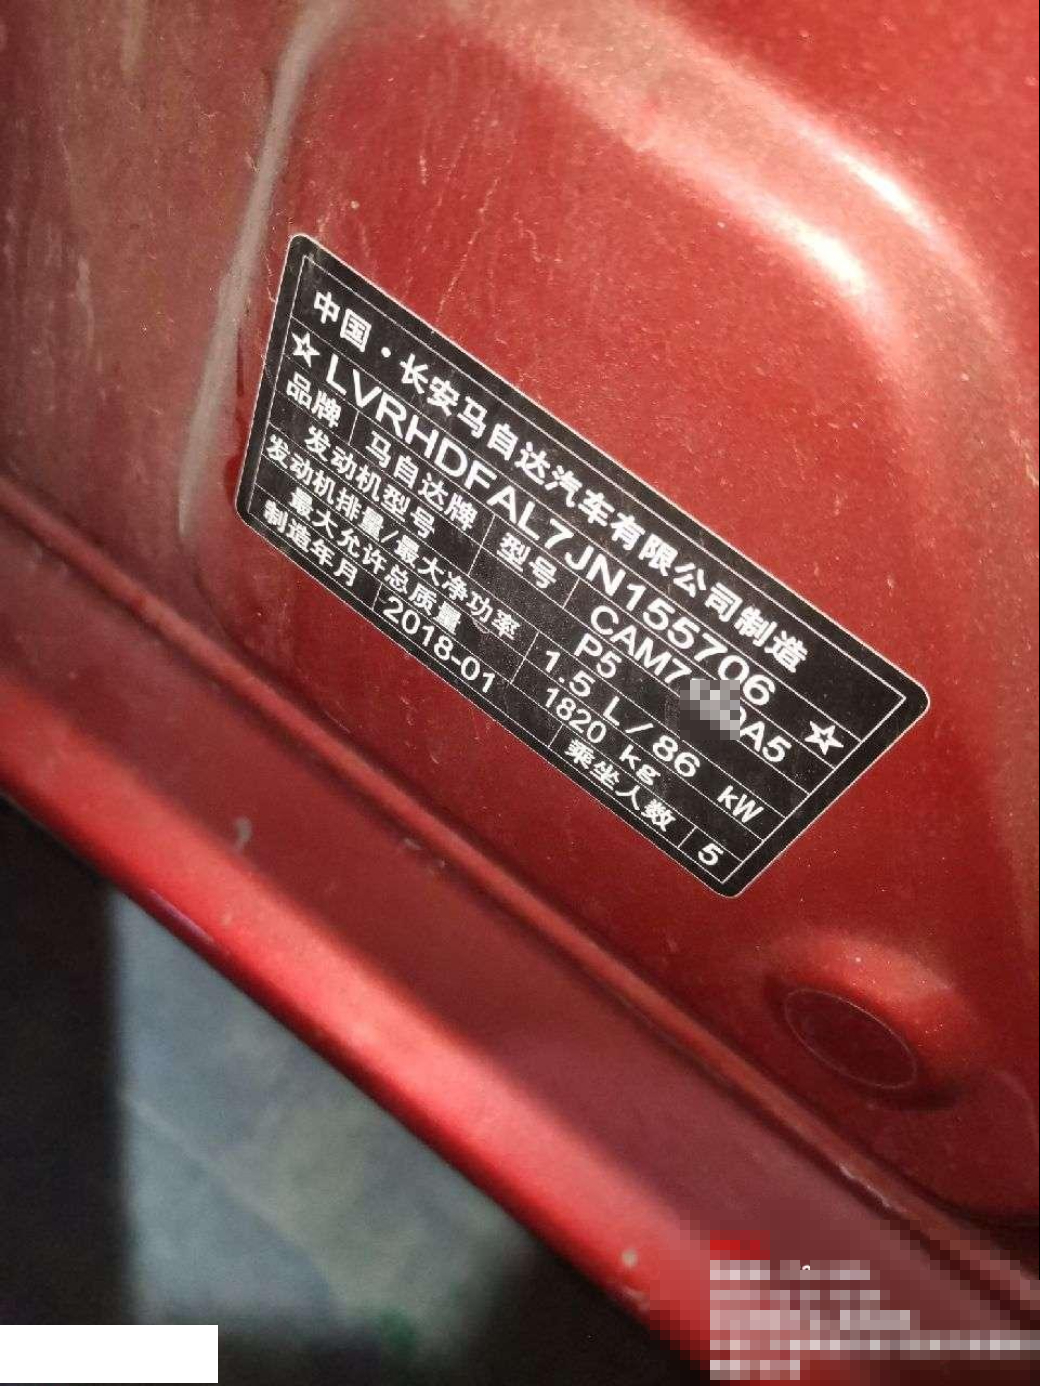 中国·长安马自达汽车有限公司制造
☆LVRHDFAL7JN155706☆
品牌 马自达牌 型号 CAM7 0A5
发动机型号 P5
发动机排量/最大净功率 1.5 L/86 kW
最大允许总质量 1820 kg
制造年月 2018-01 乘坐人数 5